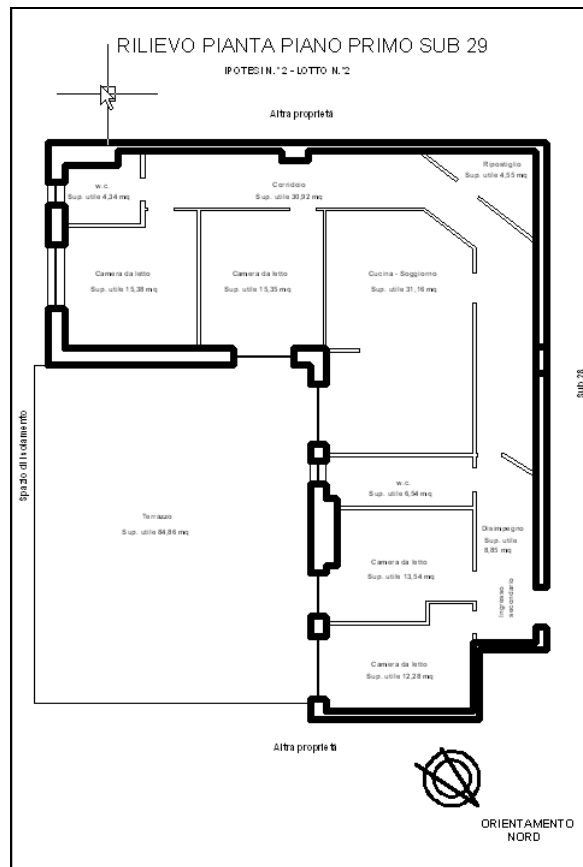 RILIEVO PIANTA PIANO PRIMO SUB 29
IPOTESI N.°2 - LOTTO N.°2
Altra proprietà
Ripostiglio
Sup. utile 4,55 mq
w.c.
Sup. utile 4,34 mq
Corridoio
Sup. utile 30,92 mq
Camera da letto
Sup. utile 15,38 mq
Camera da letto
Sup. utile 15,35 mq
Cucina - Soggiorno
Sup. utile 31,16 mq
Sub 28
Spazio di Isolamento
w.c.
Sup. utile 6,54 mq
Terrazzo
Sup. utile 84,86 mq
Disimpegno
Sup. utile
8,85 mq
Camera da letto
Sup. utile 13,54 mq
Ingresso
secondario
Camera da letto
Sup. utile 12,28 mq
Altra proprietà
ORIENTAMENTO
NORD